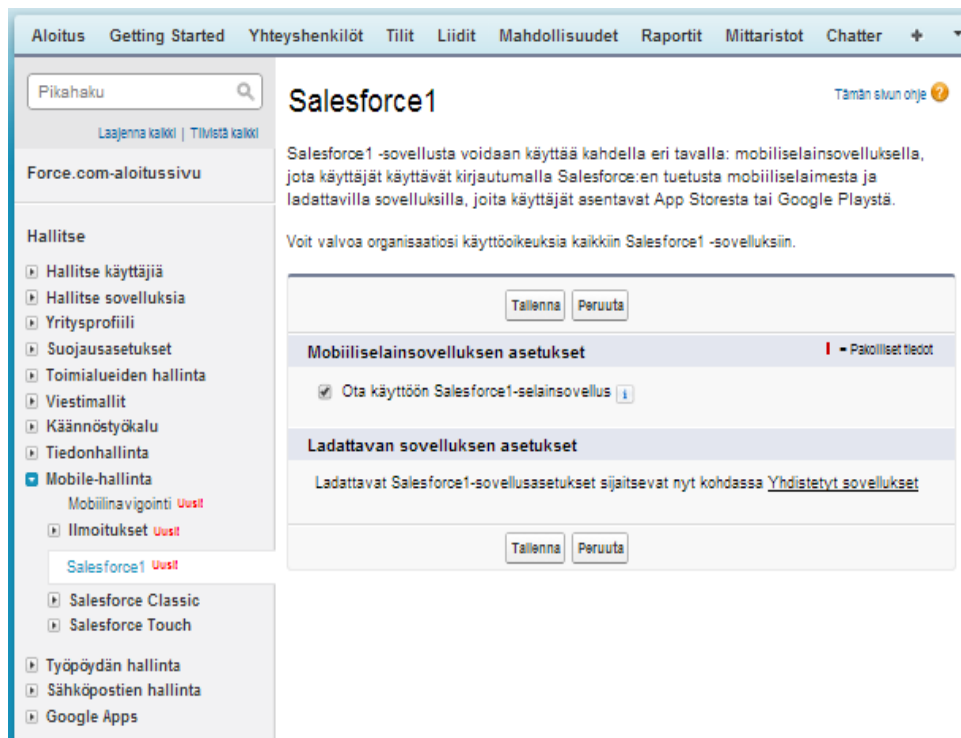 Aloitus Getting Started Yhteyshenkilöt Tilit Liidit Mahdollisuudet Raportit Mittaristot Chatter +
Pikahaku
Laajenna kaikki | Tiivistä kaikki
Force.com-aloitussivu
Hallitse
Hallitse käyttäjiä
Hallitse sovelluksia
Yritysprofiili
Suojausasetukset
Toimialueiden hallinta
Viestimallit
Käännöstyökalu
Tiedonhallinta
Mobile-hallinta
Mobiilinavigointi Uusi!
Ilmoitukset Uusi!
Salesforce1 Uusi!
Salesforce Classic
Salesforce Touch
Työpöydän hallinta
Sähköpostien hallinta
Google Apps
Salesforce1
Tämän sivun ohje ?
Salesforce1 -sovellusta voidaan käyttää kahdella eri tavalla: mobiliselainsovelluksella,
jota käyttäjät käyttävät kirjautumalla Salesforce:en tuetusta mobiiliselaimesta ja
ladattavilla sovelluksilla, joita käyttäjät asentavat App Storesta tai Google Playstä.
Voit valvoa organisaatiosi käyttöoikeuksia kaikkiin Salesforce1 -sovelluksiin.
Tallenna Peruuta
Mobiiliselainsovelluksen asetukset
= Pakolliset tiedot
Ota käyttöön Salesforce1-selainsovellus i
Ladattavan sovelluksen asetukset
Ladattavat Salesforce1-sovellusasetukset sijaitsevat nyt kohdassa Yhdistetyt sovellukset
Tallenna Peruuta